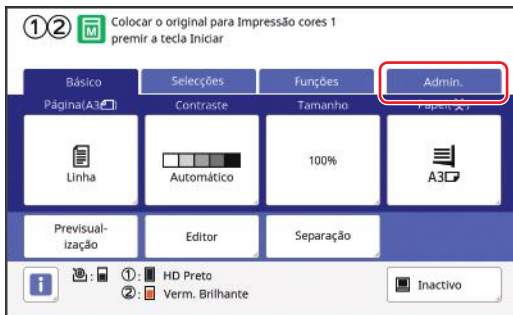 ①② M Colocar o original para Impressão cores 1
premir a tecla Iniciar
Básico Selecções Funções Admin.
Página(A3) Contraste Tamanho Papel()
Linha Automático 100% A3
Previsual-
ização
Editor Separação
i : ①: HD Preto
②: Verm. Brilhante
Inactivo